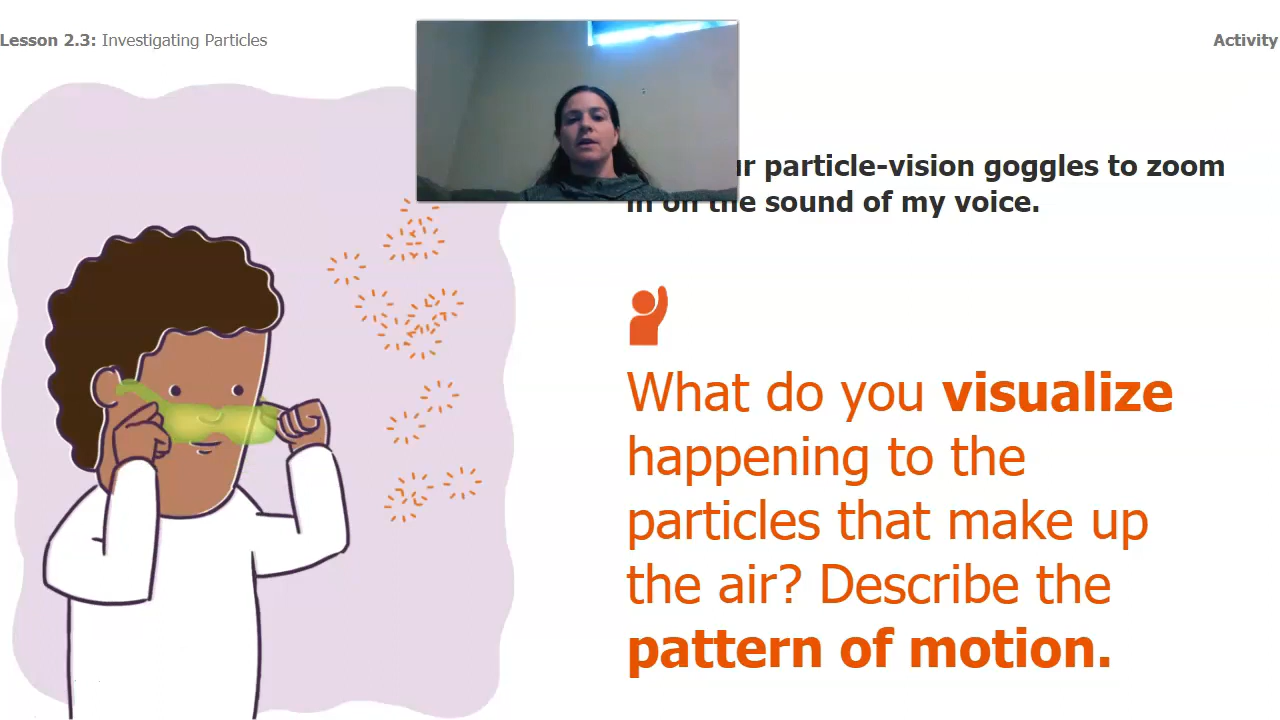 Lesson 2.3: Investigating Particles
Activity
particle-vision goggles to zoom
the sound of my voice.
What do you visualize
happening to the
particles that make up
the air? Describe the
pattern of motion.